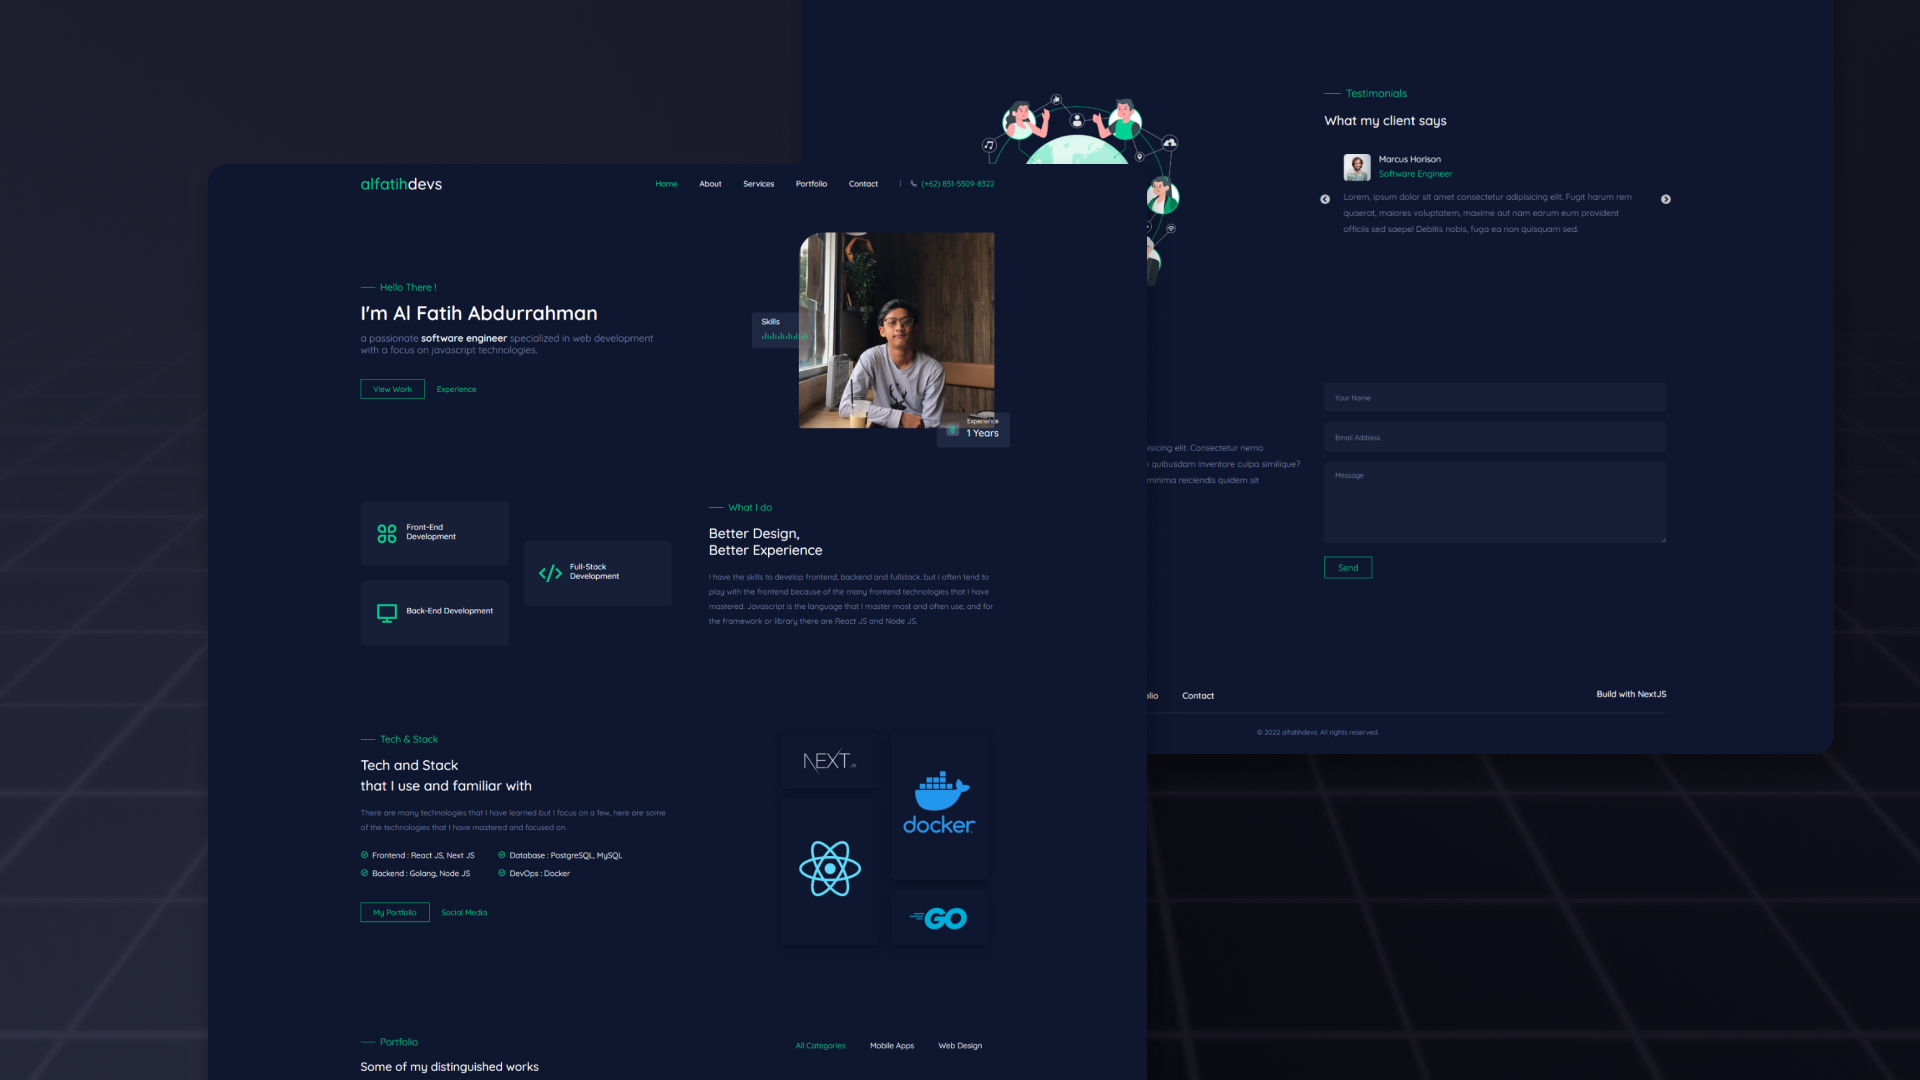 alfatihdevs
Home
About
Services
Portfolio
Contact
(+62) 851-5509-8322
Hello There !
I'm Al Fatih Abdurrahman
a passionate software engineer specialized in web development
with a focus on javascript technologies.
View Work
Experience
Skills
Experience
1 Years
Front-End
Development
Full-Stack
Development
Back-End Development
What I do
Better Design,
Better Experience
I have the skills to develop frontend, backend and fullstack. but I often tend to
play with the frontend because of the many frontend technologies that I have
mastered. Javascript is the language that I master most and often use, and for
the framework or library there are React JS and Node JS.
Tech & Stack
Tech and Stack
that I use and familiar with
There are many technologies that I have learned but I focus on a few, here are some
of the technologies that I have mastered and focused on.
Frontend : React JS, Next JS
Database : PostgreSQL, MySQL
Backend : Golang, Node JS
DevOps : Docker
My Portfolio
Social Media
NEXT.JS
docker
GO
Portfolio
Some of my distinguished works
All Categories
Mobile Apps
Web Design
Testimonials
What my client says
Marcus Horison
Software Engineer
Lorem, ipsum dolor sit amet consectetur adipisicing elit. Fugit harum rem
quaerat, maiores voluptatem, maxime aut nam earum eum provident
officiis sed saepe! Debitis nobis, fuga ea non quisquam sed.
Your Name
Email Address
Message
Send
isicing elit. Consectetur nemo
quibusdam inventore culpa similique?
minima reiciendis quidem sit
lio
Contact
Build with NextJS
© 2022 alfatihdevs. All rights reserved.